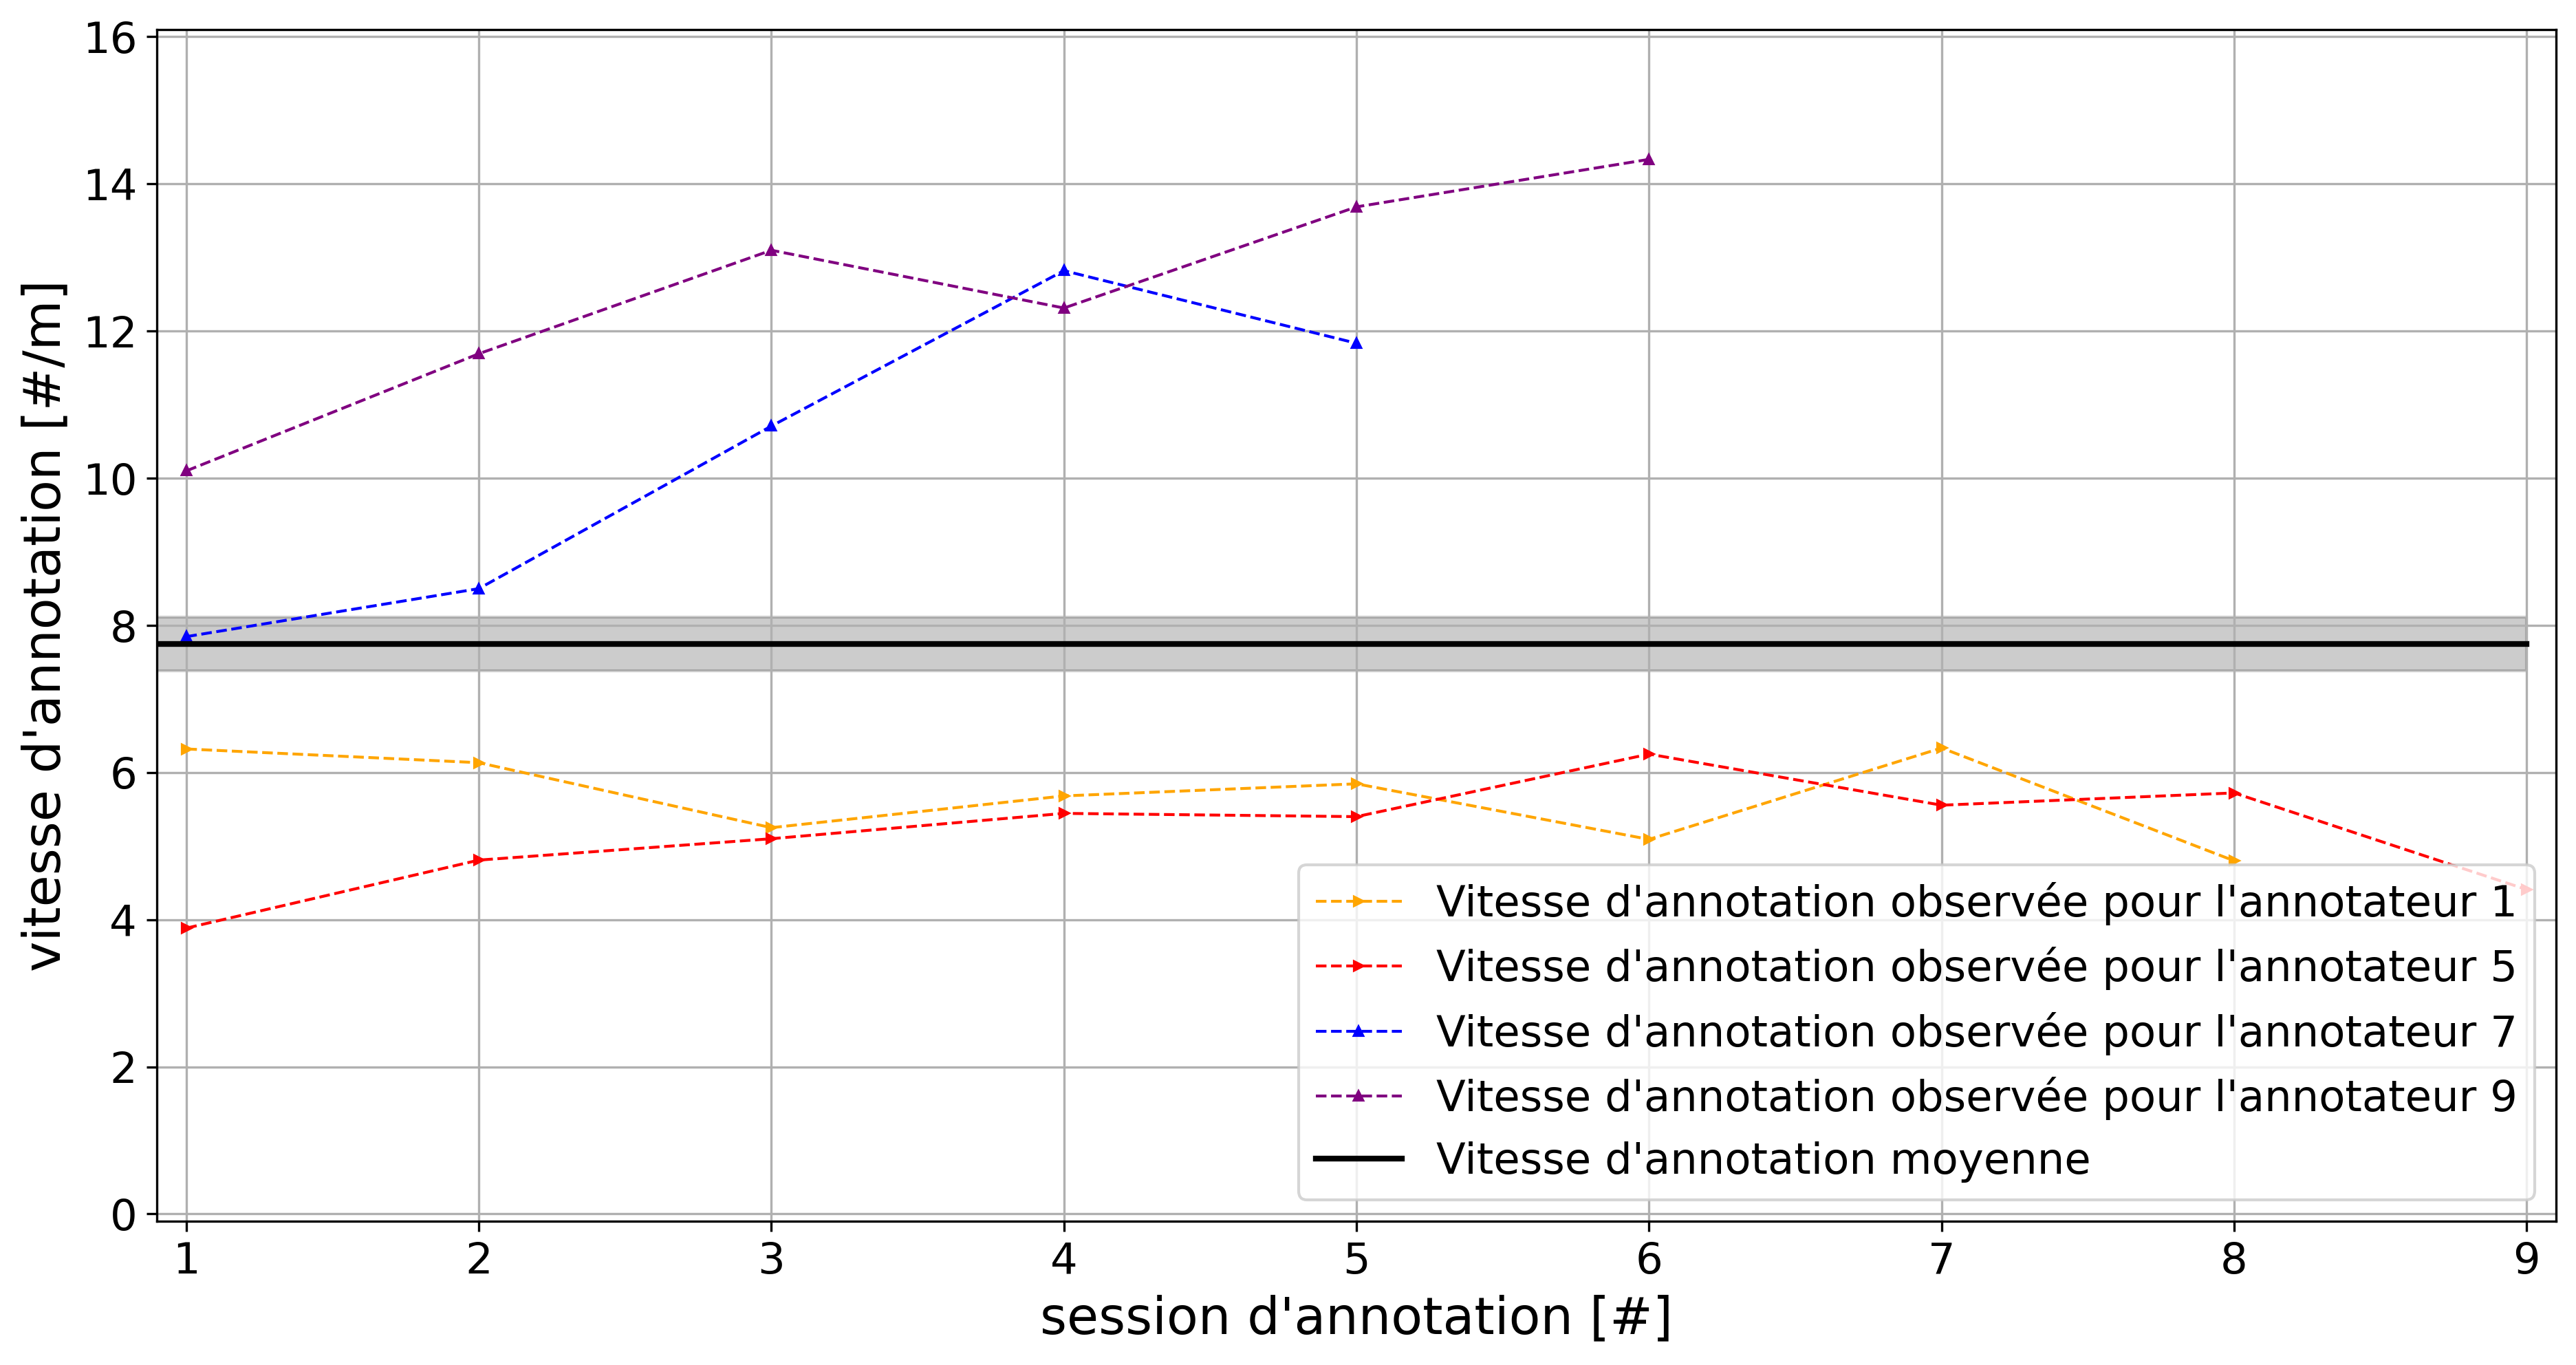 16
14
12
10
8
6
4
2
0
vitesse d'annotation [#/m]
Vitesse d'annotation observée pour l'annotateur 1
Vitesse d'annotation observée pour l'annotateur 5
Vitesse d'annotation observée pour l'annotateur 7
Vitesse d'annotation observée pour l'annotateur 9
Vitesse d'annotation moyenne
1 2 3 4 5 6 7 8 9
session d'annotation [#]